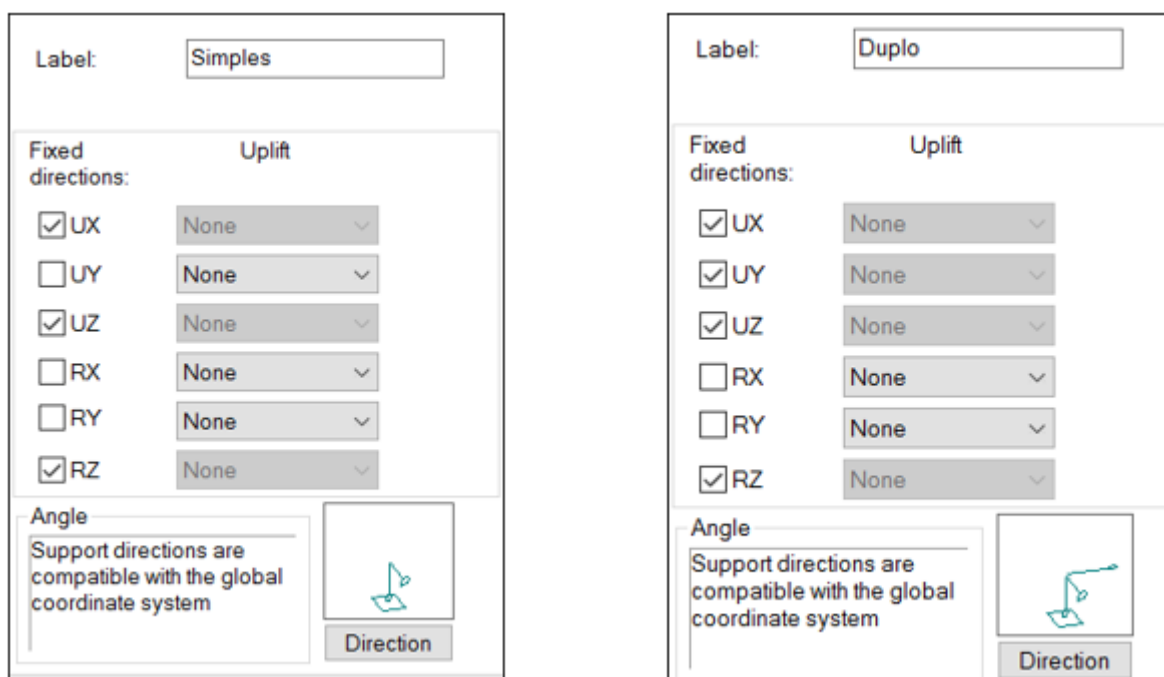 Label: Simples
Fixed directions: Uplift
UX None
UY None
UZ None
RX None
RY None
RZ None
Angle
Support directions are
compatible with the global
coordinate system
Direction
Label: Duplo
Fixed directions: Uplift
UX None
UY None
UZ None
RX None
RY None
RZ None
Angle
Support directions are
compatible with the global
coordinate system
Direction